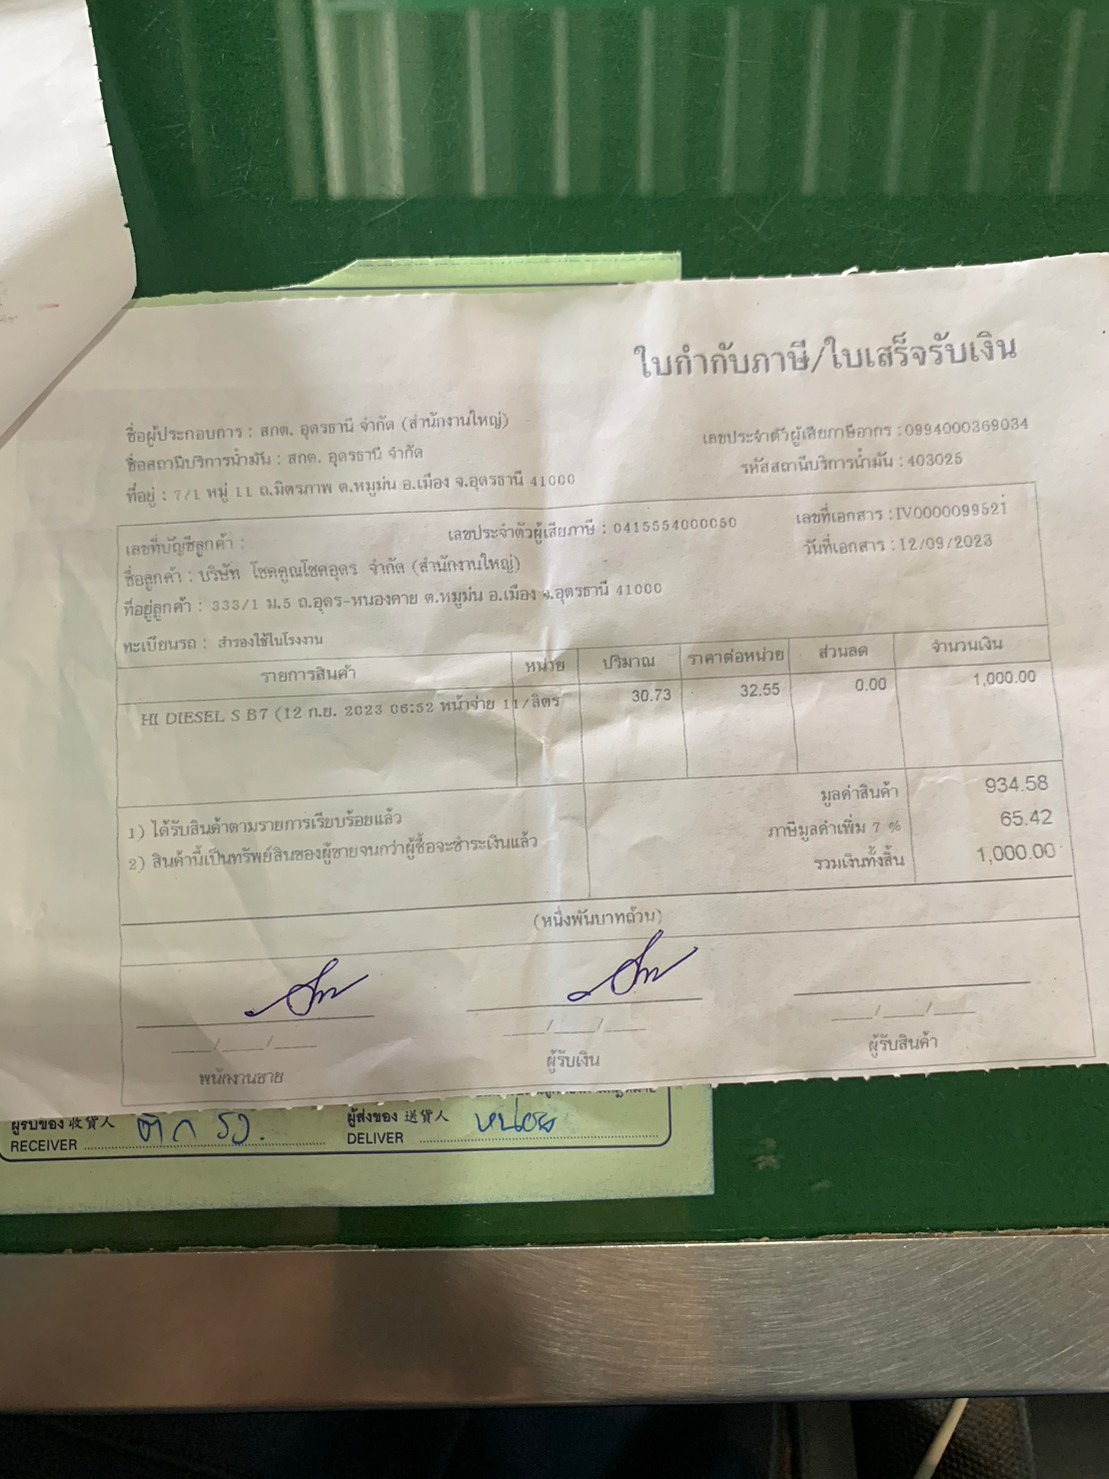 ใบกำกับภาษี/ใบเสร็จรับเงิน
ชื่อผู้ประกอบการ : สกต. อุดรธานี จำกัด (สำนักงานใหญ่)
เลขประจำตัวผู้เสียภาษีอากร : 0994000369034
ชื่อสถานีบริการน้ำมัน : สกต. อุดรธานี จำกัด
รหัสสถานีบริการน้ำมัน : 403025
ที่อยู่ : 7/1 หมู่ 11 ถ.มิตรภาพ ต.หมูม่น อ.เมือง จ.อุดรธานี 41000
เลขที่บัญชีลูกค้า :
เลขประจำตัวผู้เสียภาษี : 0415554000050
เลขที่เอกสาร : IV0000099521
ชื่อลูกค้า : บริษัท โชคคูณโชคอุดร จำกัด (สำนักงานใหญ่)
วันที่เอกสาร : 12/09/2023
ที่อยู่ลูกค้า : 333/1 ม.5 ถ.อุดร-หนองคาย ต.หมูม่น อ.เมือง จ.อุดรธานี 41000
ทะเบียนรถ : สำรองใช้ในโรงงาน
รายการสินค้า หน่วย ปริมาณ ราคาต่อหน่วย ส่วนลด จำนวนเงิน
HI DIESEL S B7 (12 ก.ย. 2023 06:52 หน้าจ่าย 11/ลิตร 30.73 32.55 0.00 1,000.00
มูลค่าสินค้า 934.58
1) ได้รับสินค้าตามรายการเรียบร้อยแล้ว
ภาษีมูลค่าเพิ่ม 7 % 65.42
2) สินค้านี้เป็นทรัพย์สินของผู้ขายจนกว่าผู้ซื้อจะชำระเงินแล้ว
รวมเงินทั้งสิ้น 1,000.00
(หนึ่งพันบาทถ้วน)
พนักงานขาย
ผู้รับเงิน
ผู้รับสินค้า
ผู้รับของ 收貨人
ผู้ส่งของ 送貨人 หน่อย
RECEIVER
DELIVER